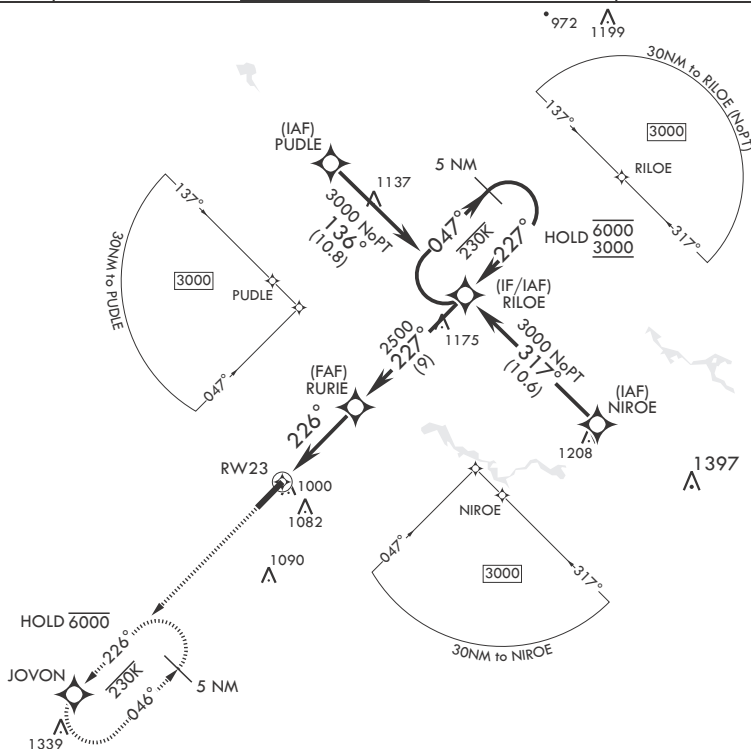 972
1199
30NM to RILOE (NoPT)
137°
3000
RILOE
317°
(IAF)
PUDLE
1137
5 NM
3000 NoPT
136°
(10.8)
047°
230K
227°
HOLD 6000
3000
137°
3000
PUDLE
047°
30NM to PUDLE
(IF/IAF)
RILOE
1175
2500
227°
(9)
3000 NoPT
317°
(10.6)
(FAF)
RURIE
(IAF)
NIROE
226°
1208
1397
RW23
1000
1082
NIROE
047°
317°
3000
30NM to NIROE
1090
HOLD 6000
226°
JOVON
230K
046°
5 NM
1339